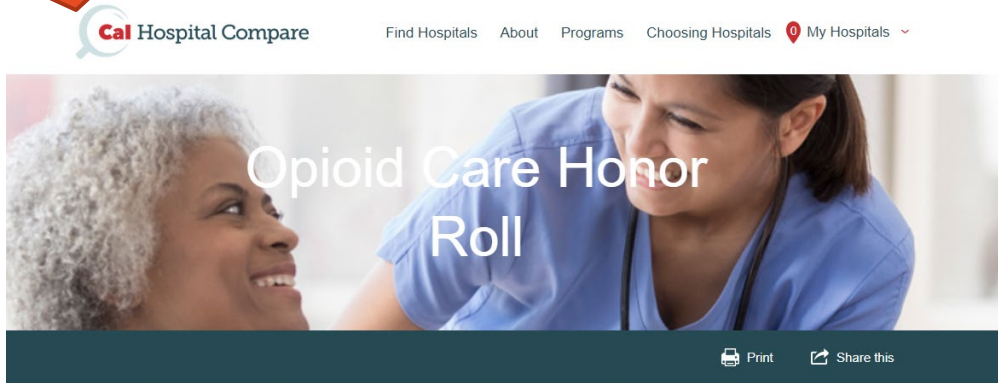 Cal Hospital Compare
Find Hospitals About Programs Choosing Hospitals 0 My Hospitals
Opioid Care Honor
Roll
Print Share this